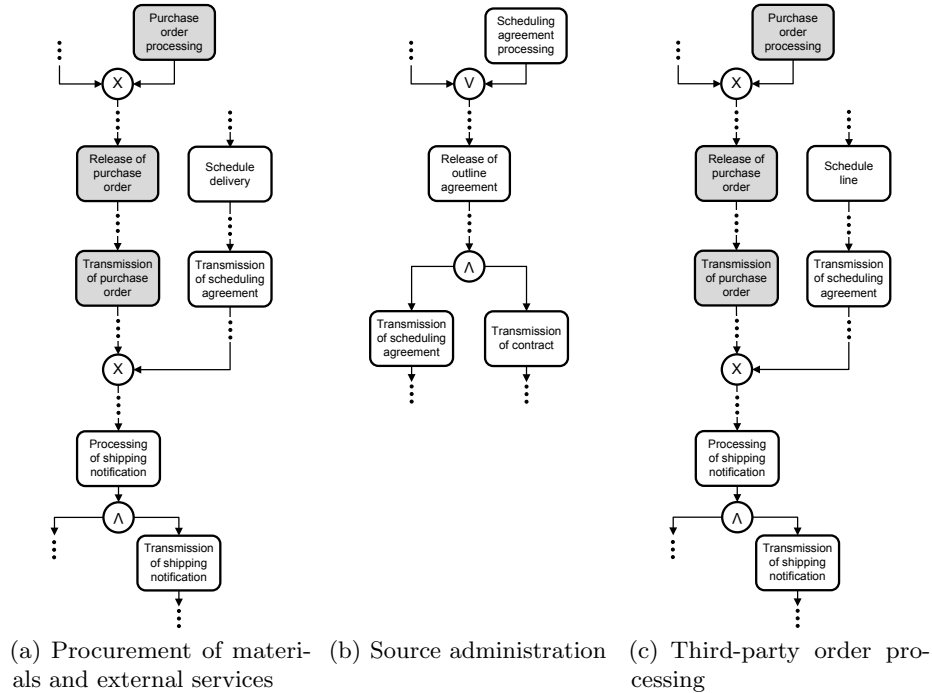 Purchase
order
processing
X
Release of
purchase
order
Schedule
delivery
Transmission
of purchase
order
Transmission
of scheduling
agreement
X
Processing
of shipping
notification
Λ
Transmission
of shipping
notification
(a) Procurement of materi-
als and external services
Scheduling
agreement
processing
V
Release of
outline
agreement
Λ
Transmission
of scheduling
agreement
Transmission
of contract
(b) Source administration
Purchase
order
processing
X
Release of
purchase
order
Schedule
line
Transmission
of purchase
order
Transmission
of scheduling
agreement
X
Processing
of shipping
notification
Λ
Transmission
of shipping
notification
(c) Third-party order pro-
cessing